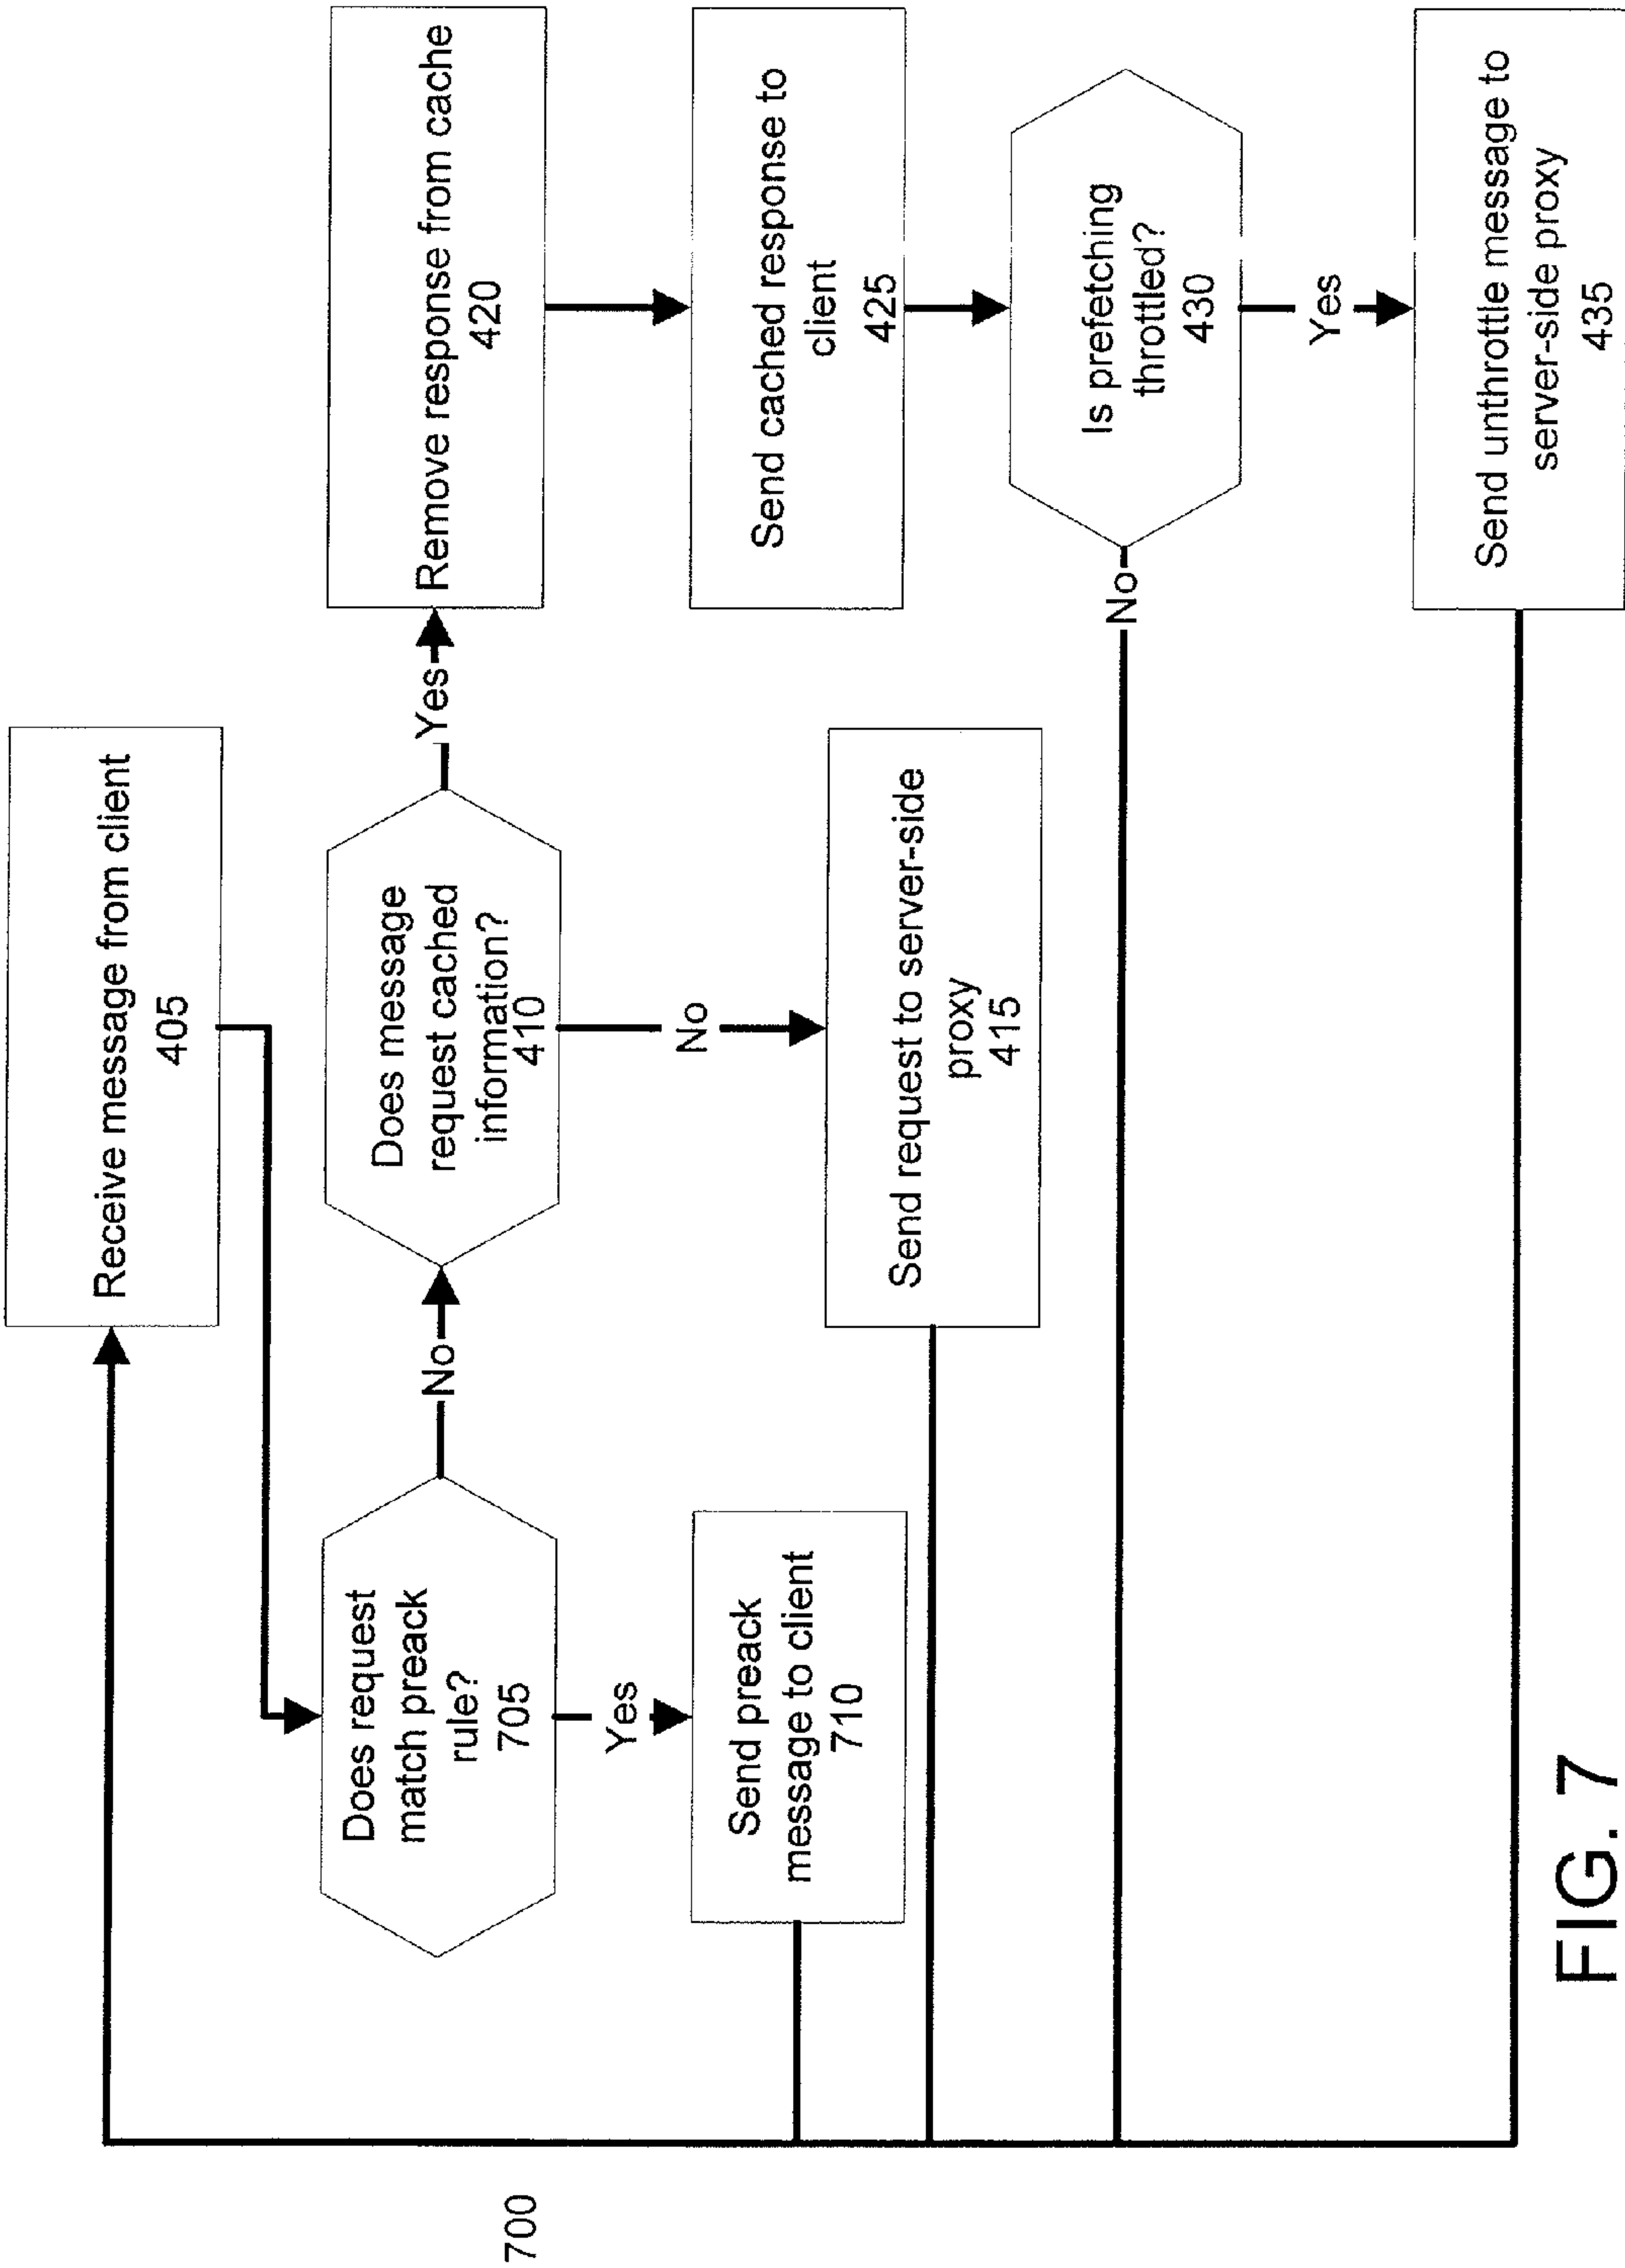 700
Receive message from client
405
Does request
match preack
rule?
705
No
Does message
request cached
information?
410
Yes
Remove response from cache
420
Yes
Send preack
message to client
710
No
Send request to server-side
proxy
415
Send cached response to
client
425
Is prefetching
throttled?
430
No
Yes
Send unthrottle message to
server-side proxy
435
FIG. 7